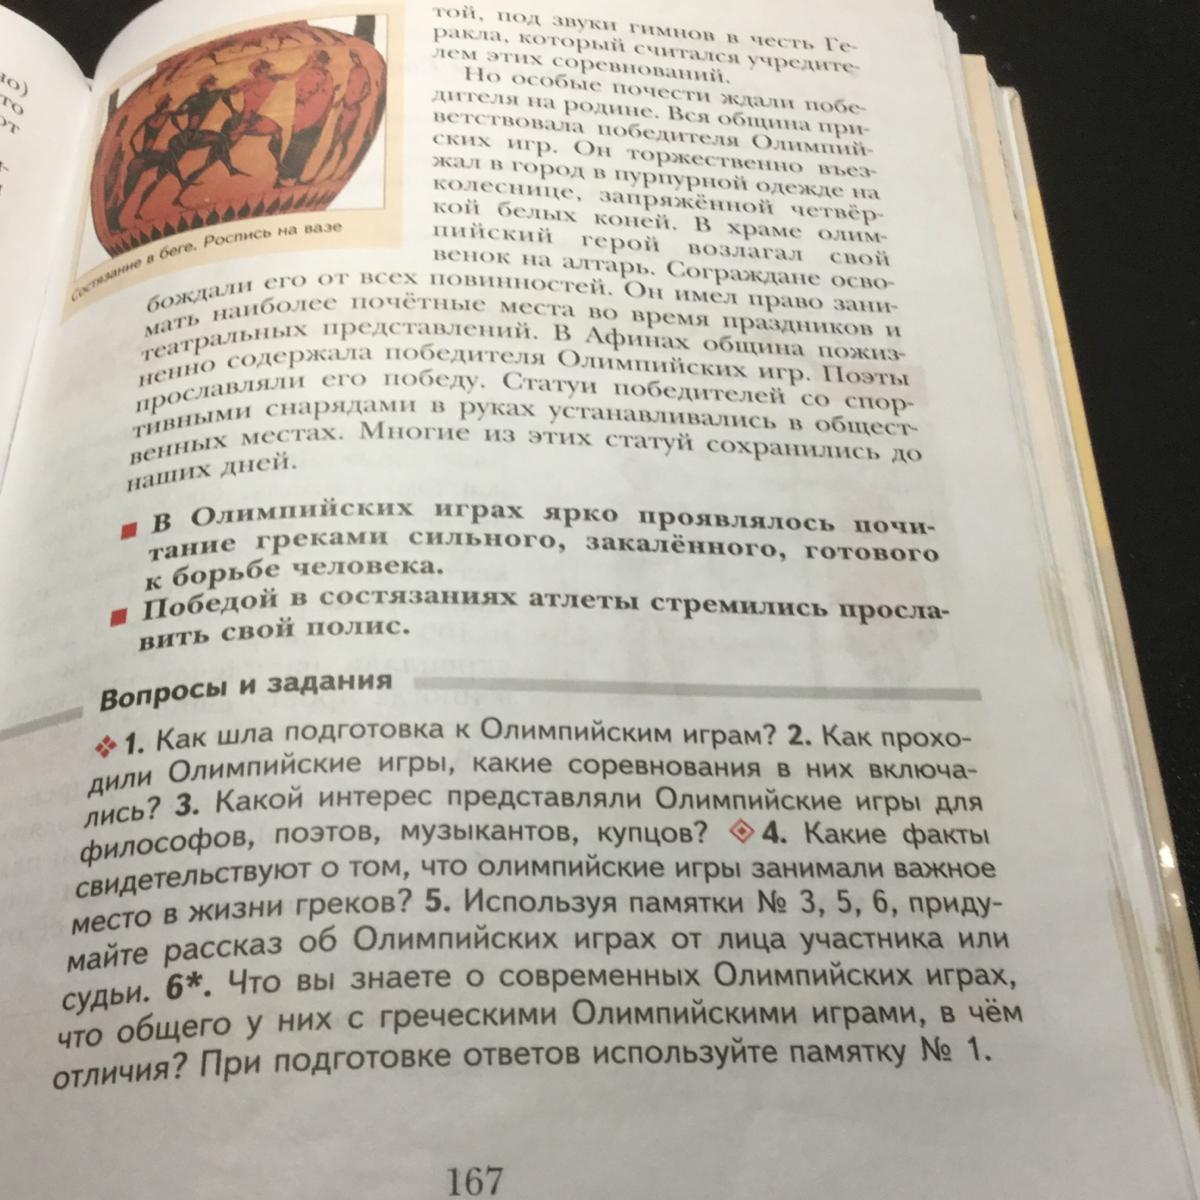 той, под звуки гимнов в честь Ге-
ракла, который считался учредите-
лем этих соревнований.
Но особые почести ждали побе-
дителя на родине. Вся община при-
ветствовала победителя Олимпий-
ских игр. Он торжественно въез-
жал в город в пурпурной одежде на
колеснице, запряжённой четвёр-
кой белых коней. В храме олим-
пийский герой возлагал свой
венок на алтарь. Сограждане осво-
Состязание в беге. Роспись на вазе
бождали его от всех повинностей. Он имел право зани-
мать наиболее почётные места во время праздников и
театральных представлений. В Афинах община пожиз-
ненно содержала победителя Олимпийских игр. Поэты
прославляли его победу. Статуи победителей со спор-
тивными снарядами в руках устанавливались в общест-
венных местах. Многие из этих статуй сохранились до
наших дней.
В Олимпийских играх ярко проявлялось почи-
тание греками сильного, закалённого, готового
к борьбе человека.
Победой в состязаниях атлеты стремились просла-
вить свой полис.
Вопросы и задания
1. Как шла подготовка к Олимпийским играм? 2. Как прохо-
дили Олимпийские игры, какие соревнования в них включа-
лись? 3. Какой интерес представляли Олимпийские игры для
философов, поэтов, музыкантов, купцов? 4. Какие факты
свидетельствуют о том, что олимпийские игры занимали важное
место в жизни греков? 5. Используя памятки № 3, 5, 6, приду-
майте рассказ об Олимпийских играх от лица участника или
судьи. 6*. Что вы знаете о современных Олимпийских играх,
что общего у них с греческими Олимпийскими играми, в чём
отличия? При подготовке ответов используйте памятку № 1.
167